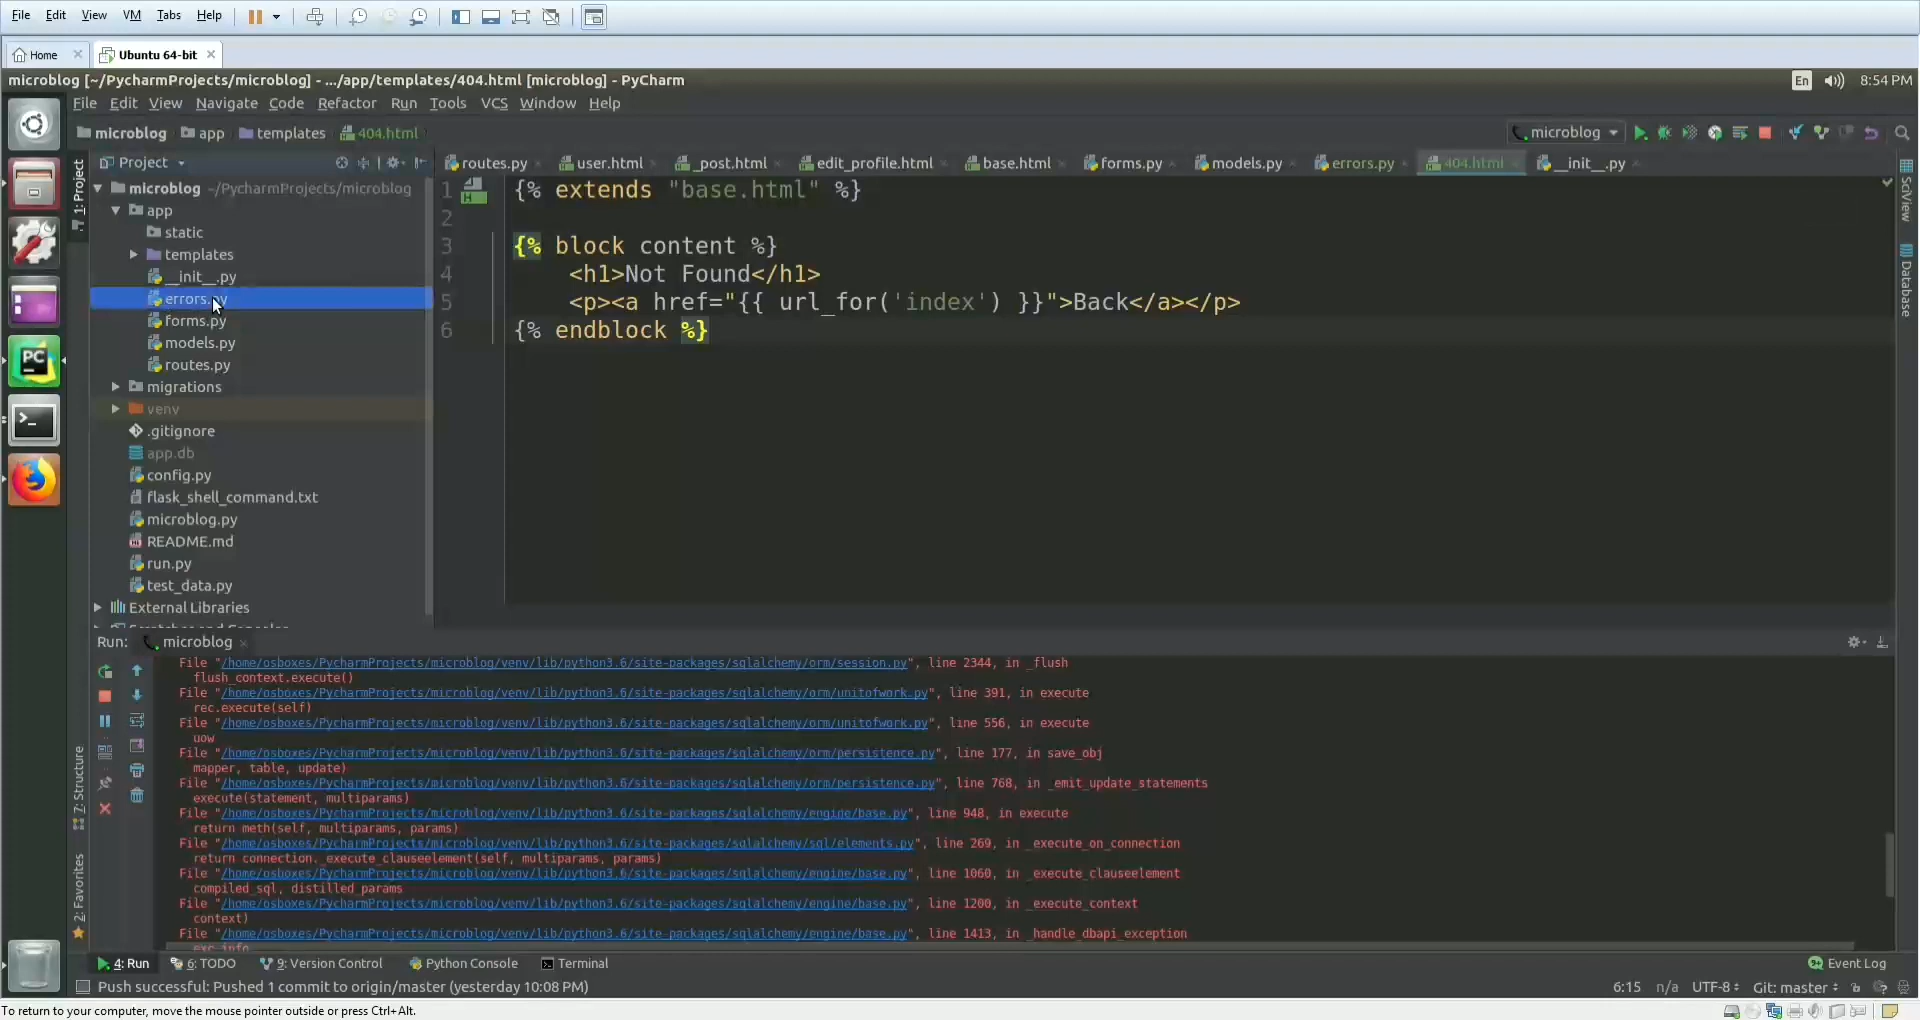 File Edit View VM Tabs Help
Home Ubuntu 64-bit
microblog [~/PycharmProjects/microblog] - .../app/templates/404.html [microblog] - PyCharm En 8:54 PM
File Edit View Navigate Code Refactor Run Tools VCS Window Help
microblog app templates 404.html microblog
Project routes.py user.html _post.html edit_profile.html base.html forms.py models.py errors.py 404.html __init__.py
1: Project
7: Structure
2: Favorites
SciView
Database
microblog ~/PycharmProjects/microblog
app
static
templates
__init__.py
errors.py
forms.py
models.py
routes.py
migrations
venv
.gitignore
app.db
config.py
flask_shell_command.txt
microblog.py
README.md
run.py
test_data.py
External Libraries
1 {% extends "base.html" %}
2
3 {% block content %}
4 <h1>Not Found</h1>
5 <p><a href="{{ url_for('index') }}">Back</a></p>
6 {% endblock %}
Run: microblog
File "/home/osboxes/PycharmProjects/microblog/venv/lib/python3.6/site-packages/sqlalchemy/orm/session.py", line 2344, in _flush
flush_context.execute()
File "/home/osboxes/PycharmProjects/microblog/venv/lib/python3.6/site-packages/sqlalchemy/orm/unitofwork.py", line 391, in execute
rec.execute(self)
File "/home/osboxes/PycharmProjects/microblog/venv/lib/python3.6/site-packages/sqlalchemy/orm/unitofwork.py", line 556, in execute
uow
File "/home/osboxes/PycharmProjects/microblog/venv/lib/python3.6/site-packages/sqlalchemy/orm/persistence.py", line 177, in save_obj
mapper, table, update)
File "/home/osboxes/PycharmProjects/microblog/venv/lib/python3.6/site-packages/sqlalchemy/orm/persistence.py", line 768, in _emit_update_statements
execute(statement, multiparams)
File "/home/osboxes/PycharmProjects/microblog/venv/lib/python3.6/site-packages/sqlalchemy/engine/base.py", line 948, in execute
return meth(self, multiparams, params)
File "/home/osboxes/PycharmProjects/microblog/venv/lib/python3.6/site-packages/sqlalchemy/sql/elements.py", line 269, in _execute_on_connection
return connection._execute_clauseelement(self, multiparams, params)
File "/home/osboxes/PycharmProjects/microblog/venv/lib/python3.6/site-packages/sqlalchemy/engine/base.py", line 1060, in _execute_clauseelement
compiled_sql, distilled_params
File "/home/osboxes/PycharmProjects/microblog/venv/lib/python3.6/site-packages/sqlalchemy/engine/base.py", line 1200, in _execute_context
context)
File "/home/osboxes/PycharmProjects/microblog/venv/lib/python3.6/site-packages/sqlalchemy/engine/base.py", line 1413, in _handle_dbapi_exception
exc_info
4: Run 6: TODO 9: Version Control Python Console Terminal Event Log
Push successful: Pushed 1 commit to origin/master (yesterday 10:08 PM) 6:15 n/a UTF-8 Git: master
To return to your computer, move the mouse pointer outside or press Ctrl+Alt.